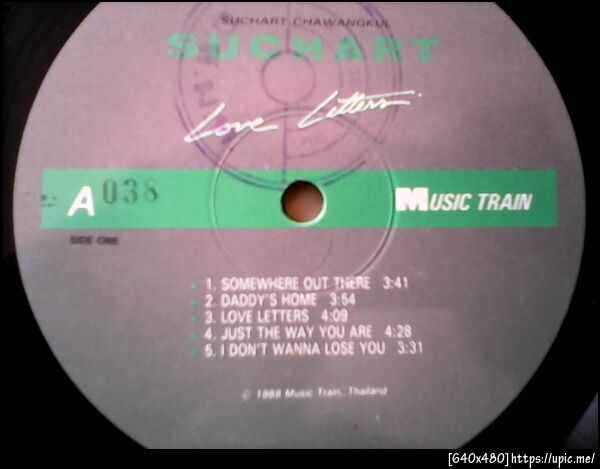 SUCHART CHAWANGKUL
SUCHART
Love Letters
A 038 MUSIC TRAIN
SIDE ONE
1. SOMEWHERE OUT THERE 3:41
2. DADDY'S HOME 3:54
3. LOVE LETTERS 4:09
4. JUST THE WAY YOU ARE 4:28
5. I DON'T WANNA LOSE YOU 3:31
© 1988 Music Train, Thailand
[640x480]https://upic.me/